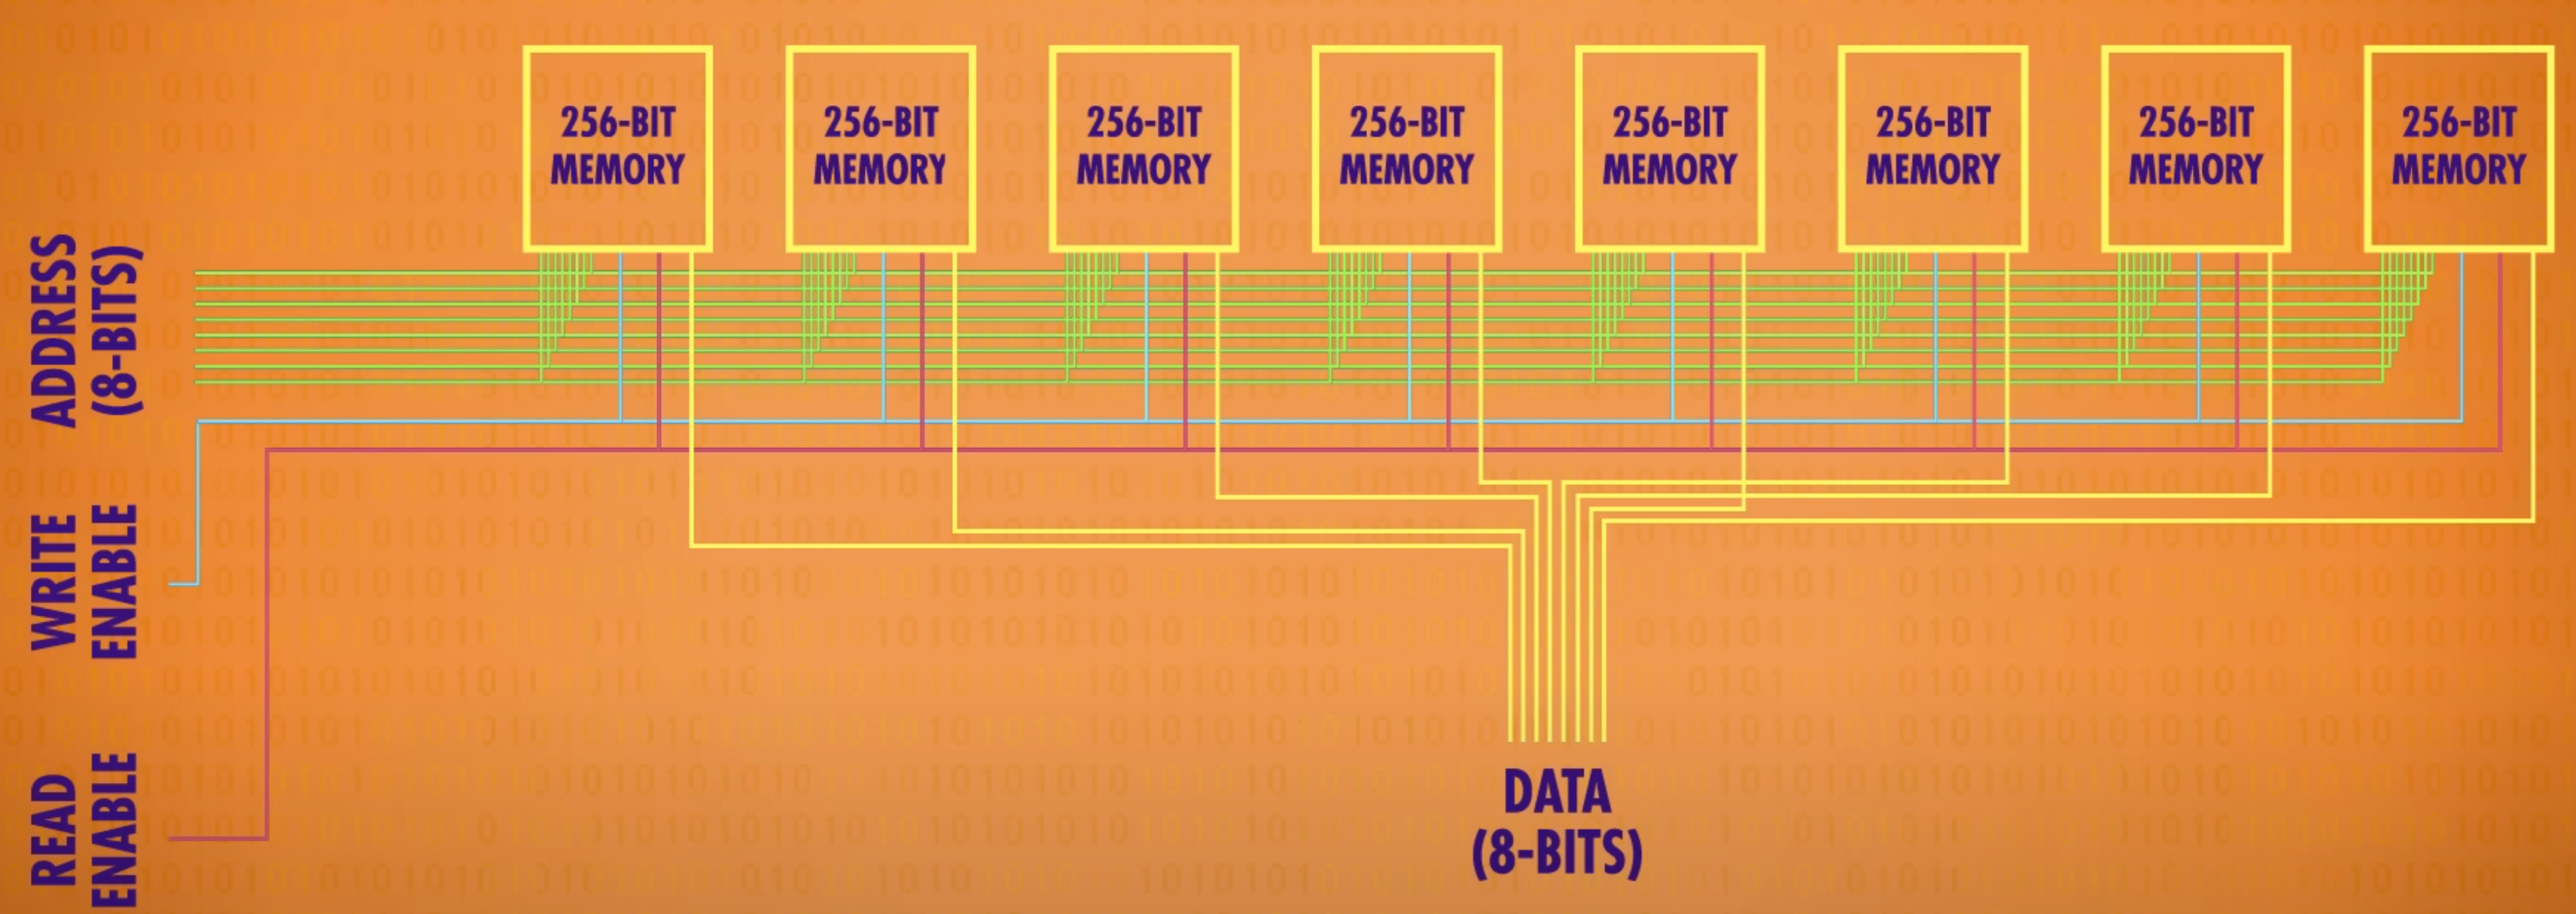 256-BIT
MEMORY
256-BIT
MEMORY
256-BIT
MEMORY
256-BIT
MEMORY
256-BIT
MEMORY
256-BIT
MEMORY
256-BIT
MEMORY
256-BIT
MEMORY
ADDRESS
(8-BITS)
WRITE
ENABLE
READ
ENABLE
DATA
(8-BITS)